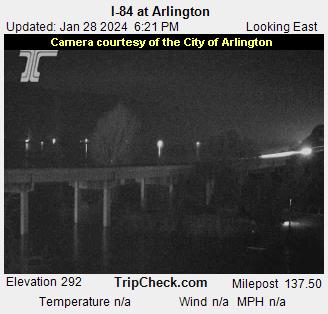 I-84 at Arlington
Updated: Jan 28 2024 6:21 PM Looking East
Camera courtesy of the City of Arlington
Elevation 292 TripCheck.com Milepost 137.50
Temperature n/a Wind n/a MPH n/a